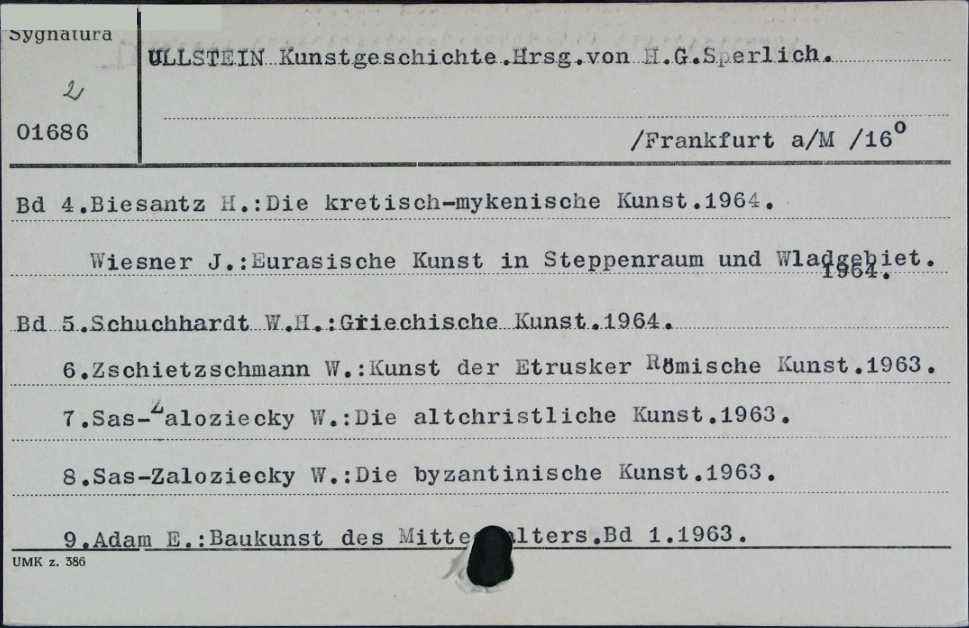 Sygnatura
ULLSTEIN Kunstgeschichte.Hrsg.von H.G.Sperlich.
2
01686
/Frankfurt a/M /16º
Bd 4.Biesantz H.:Die kretisch-mykenische Kunst.1964.
Wiesner J.:Eurasische Kunst in Steppenraum und Wladgebiet.
1964.
Bd 5.Schuchhardt W.H.:Griechische Kunst.1964.
6.Zschietzschmann W.:Kunst der Etrusker Römische Kunst.1963.
7.Sas-Zaloziecky W.:Die altchristliche Kunst.1963.
8.Sas-Zaloziecky W.:Die byzantinische Kunst.1963.
9.Adam E.:Baukunst des Mittelalters.Bd 1.1963.
UMK z. 386